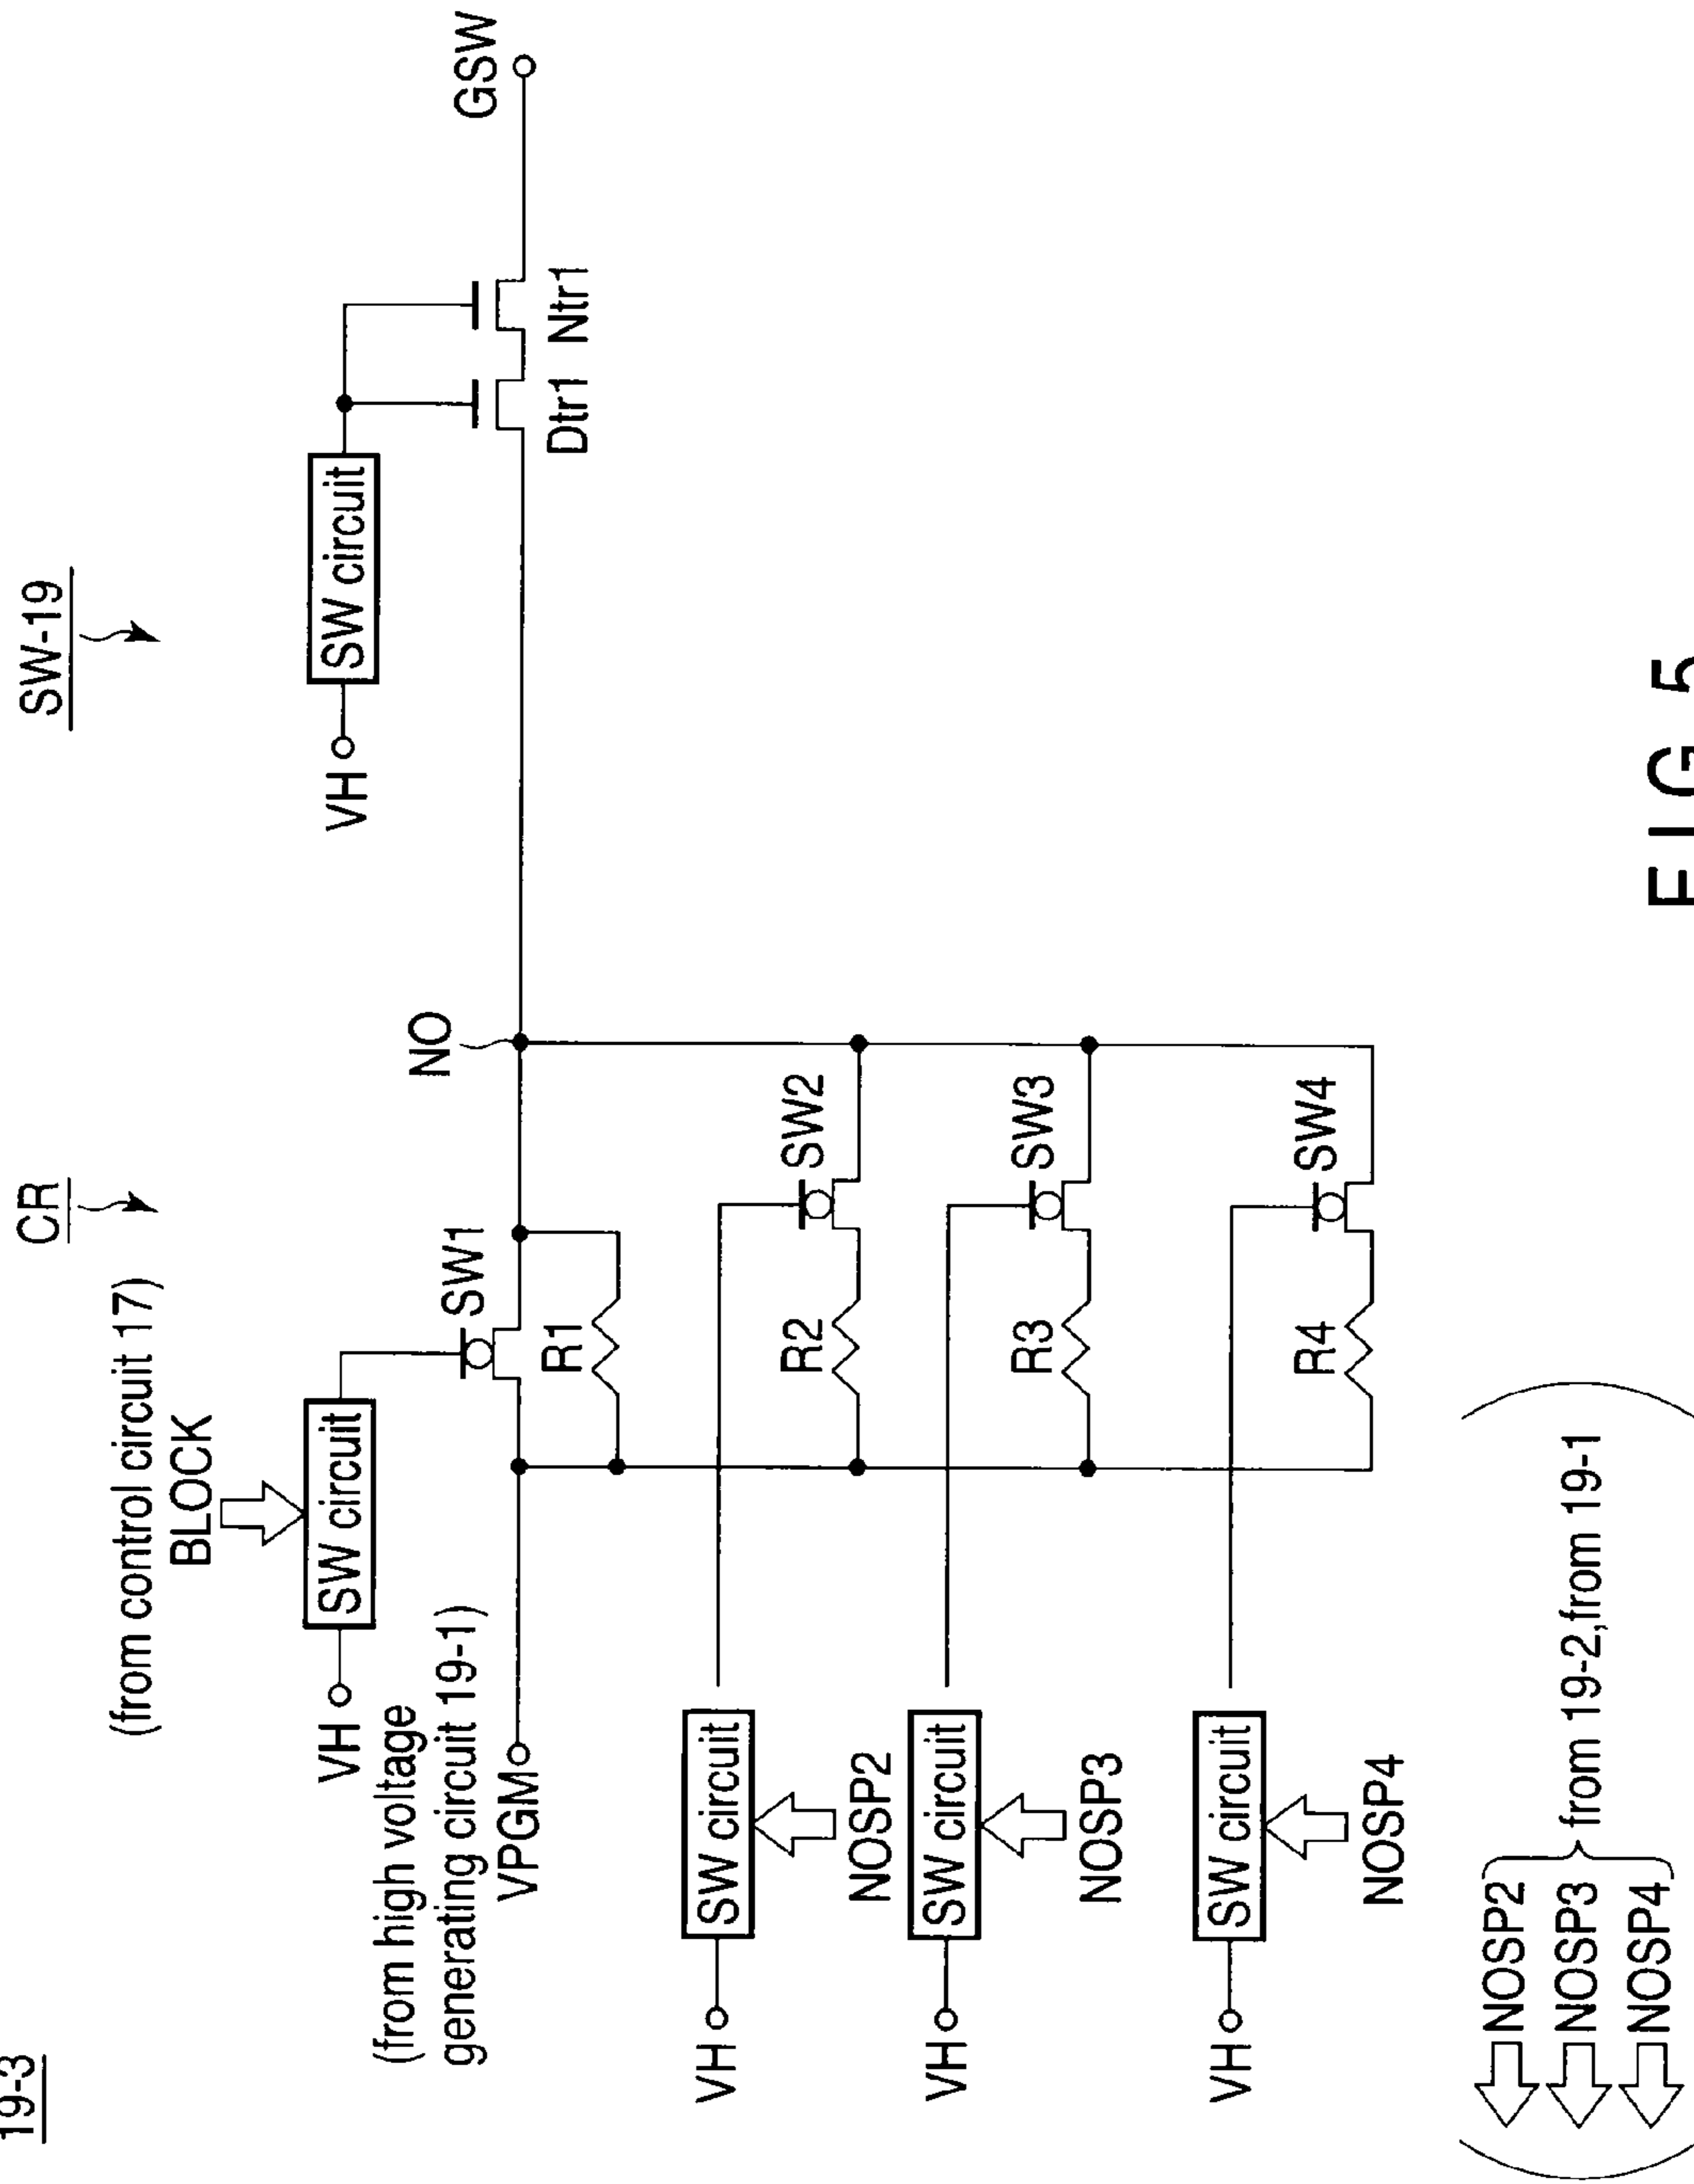 19-3
CR
SW-19
(from control circuit 17)
BLOCK
VH
SW circuit
SW1
VH
SW circuit
(from high voltage
generating circuit 19-1)
VPGM
NO
GSW
R1
Dtr1 Ntr1
VH
SW circuit
R2
SW2
NOSP2
VH
SW circuit
R3
SW3
NOSP3
VH
SW circuit
R4
SW4
NOSP4
NOSP2
NOSP3
NOSP4
from 19-2,from 19-1
FIG 5